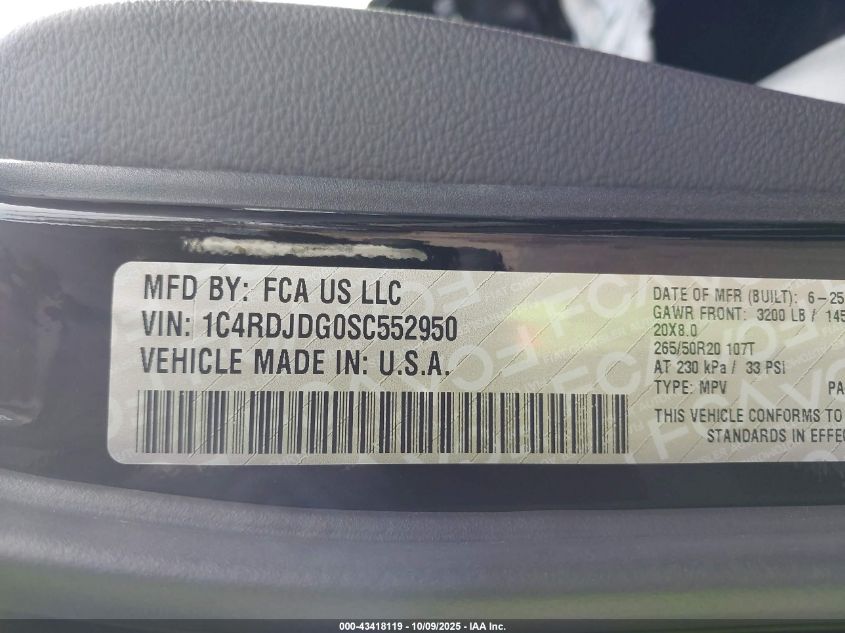 MFD BY: FCA US LLC
VIN: 1C4RDJDG0SC552950
VEHICLE MADE IN: U.S.A.
DATE OF MFR (BUILT): 6-25
GAWR FRONT: 3200 LB / 145
20X8.0
265/50R20 107T
AT 230 kPa / 33 PSI
TYPE: MPV PA
THIS VEHICLE CONFORMS TO
STANDARDS IN EFFEC
000-43418119 - 10/09/2025 - IAA Inc.